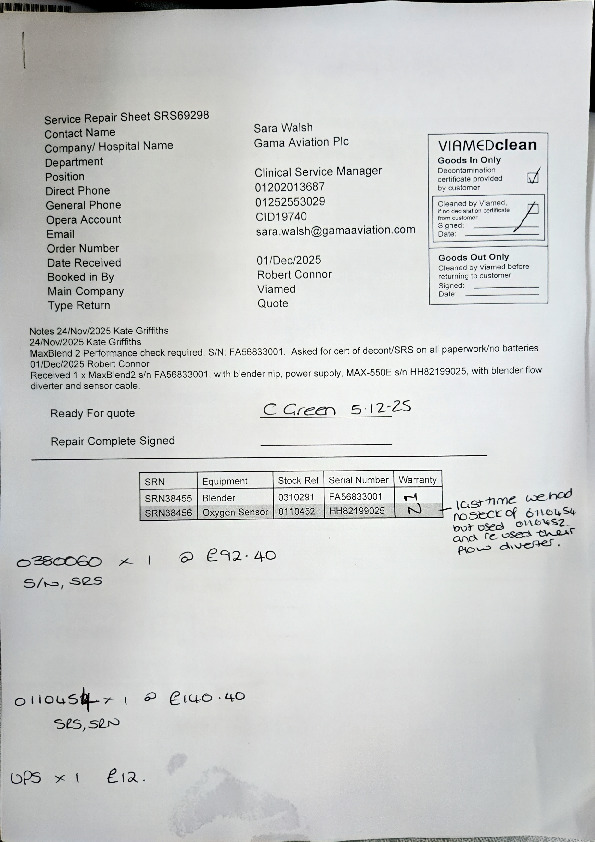 Service Repair Sheet SRS69298
Contact Name Sara Walsh
Company/ Hospital Name Gama Aviation Plc
Department
Position Clinical Service Manager
Direct Phone 01202013687
General Phone 01252553029
Opera Account CID19740
Email sara.walsh@gamaaviation.com
Order Number
Date Received 01/Dec/2025
Booked in By Robert Connor
Main Company Viamed
Type Return Quote
VIAMEDclean
Goods In Only
Decontamination
certificate provided
by customer
Cleaned by Viamed,
if no decontamination certificate
from customer
Signed:
Date:
Goods Out Only
Cleaned by Viamed before
returning to customer
Signed:
Date:
Notes 24/Nov/2025 Kate Griffiths
24/Nov/2025 Kate Griffiths
MaxBlend 2 Performance check required. S/N: FA56833001. Asked for cert of decont/SRS on all paperwork/no batteries
01/Dec/2025 Robert Connor
Received 1 x MaxBlend2 s/n FA56833001 with blender nip, power supply, MAX-550E s/n HH82199025, with blender flow
diverter and sensor cable.
Ready For quote C Green 5.12-25
Repair Complete Signed
SRN Equipment Stock Ref Serial Number Warranty
SRN38455 Blender 0310291 FA56833001 N
SRN38456 Oxygen Sensor 0110452 HH82199025 N
last time we had
no stock of 0110454
but used 0110452
and re used their
flow diverter.
0380060 x 1 @ £92.40
S/N, SRS
0110454 x 1 @ £140.40
SRS, SRN
UPS x 1 £12.